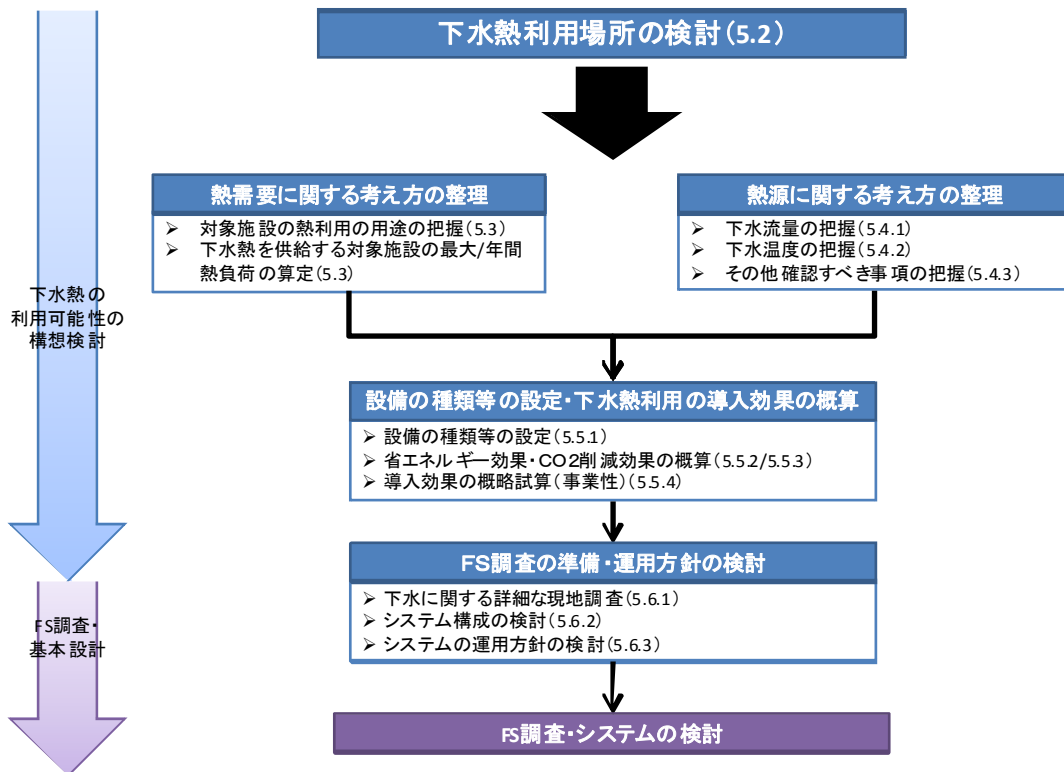 下水熱利用場所の検討(5.2)
熱需要に関する考え方の整理
➢ 対象施設の熱利用の用途の把握(5.3)
➢ 下水熱を供給する対象施設の最大/年間
熱負荷の算定(5.3)
熱源に関する考え方の整理
➢ 下水流量の把握(5.4.1)
➢ 下水温度の把握(5.4.2)
➢ その他確認すべき事項の把握(5.4.3)
下水熱の
利用可能性の
構想検討
設備の種類等の設定・下水熱利用の導入効果の概算
➢ 設備の種類等の設定(5.5.1)
➢ 省エネルギー効果・CO2削減効果の概算(5.5.2/5.5.3)
➢ 導入効果の概略試算(事業性)(5.5.4)
FS調査の準備・運用方針の検討
➢ 下水に関する詳細な現地調査(5.6.1)
➢ システム構成の検討(5.6.2)
➢ システムの運用方針の検討(5.6.3)
FS調査・
基本設計
FS調査・システムの検討